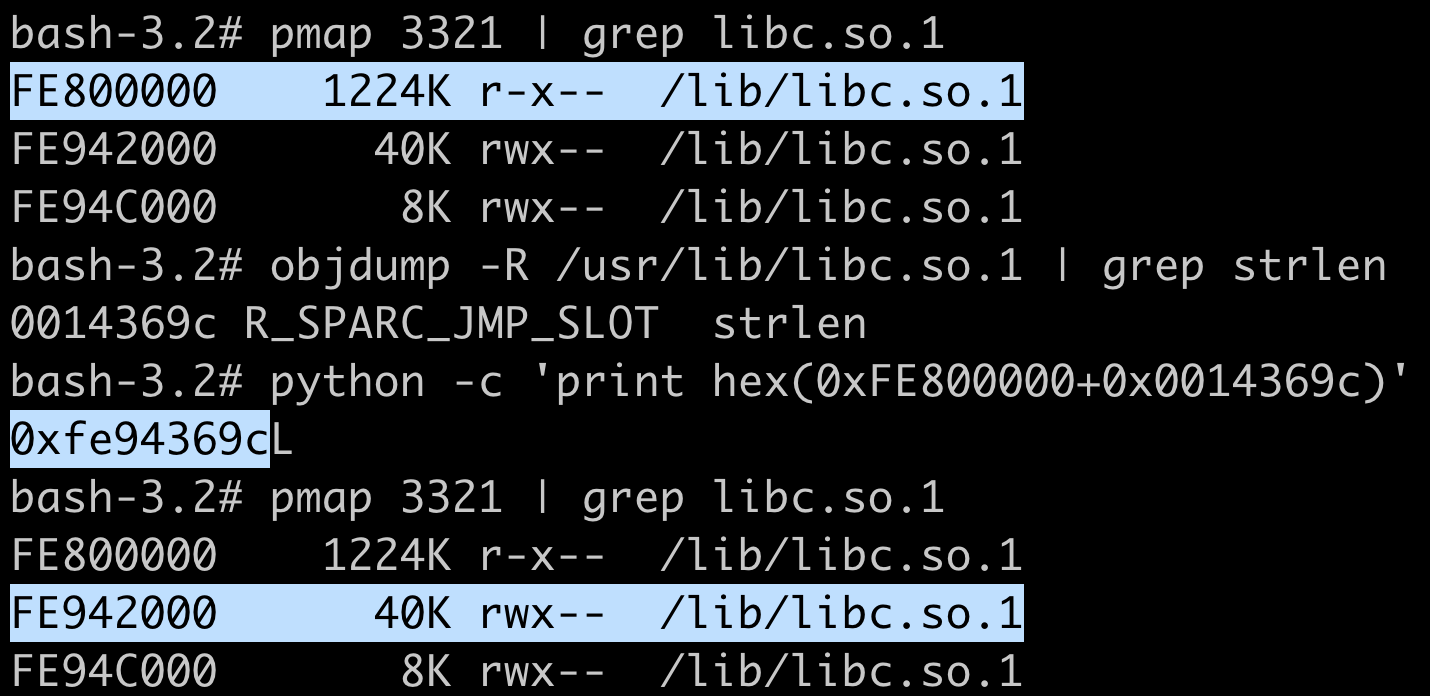 bash-3.2# pmap 3321 | grep libc.so.1
FE800000    1224K r-x--  /lib/libc.so.1
FE942000      40K rwx--  /lib/libc.so.1
FE94C000       8K rwx--  /lib/libc.so.1
bash-3.2# objdump -R /usr/lib/libc.so.1 | grep strlen
0014369c R_SPARC_JMP_SLOT  strlen
bash-3.2# python -c 'print hex(0xFE800000+0x0014369c)'
0xfe94369cL
bash-3.2# pmap 3321 | grep libc.so.1
FE800000    1224K r-x--  /lib/libc.so.1
FE942000      40K rwx--  /lib/libc.so.1
FE94C000       8K rwx--  /lib/libc.so.1